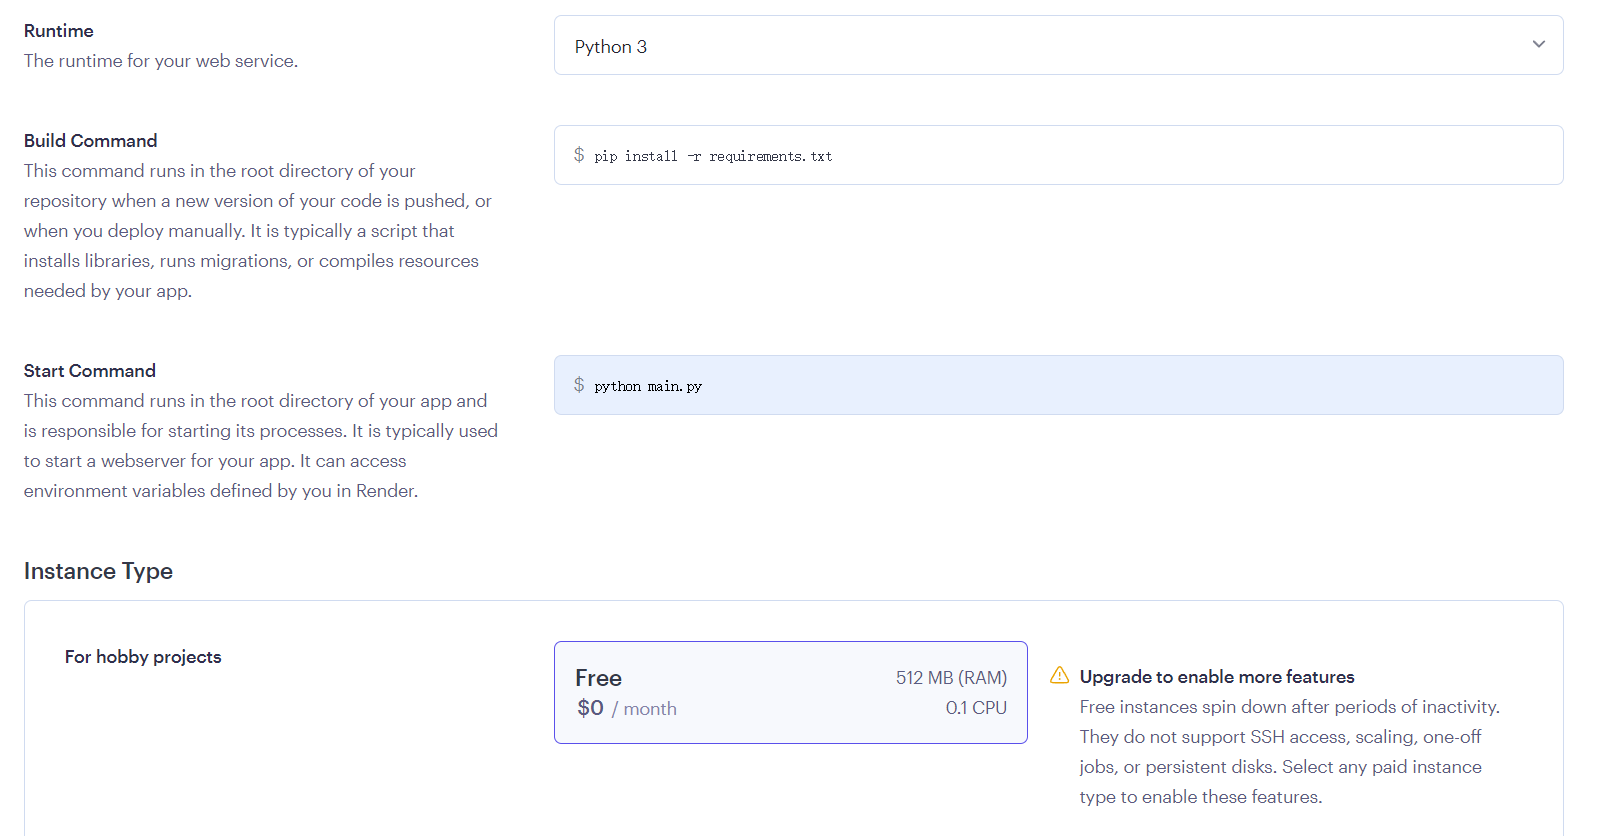 Runtime
The runtime for your web service.
Python 3
Build Command
This command runs in the root directory of your
repository when a new version of your code is pushed, or
when you deploy manually. It is typically a script that
installs libraries, runs migrations, or compiles resources
needed by your app.
$ pip install -r requirements.txt
Start Command
This command runs in the root directory of your app and
is responsible for starting its processes. It is typically used
to start a webserver for your app. It can access
environment variables defined by you in Render.
$ python main.py
Instance Type
For hobby projects
Free
512 MB (RAM)
$0 / month
0.1 CPU
Upgrade to enable more features
Free instances spin down after periods of inactivity.
They do not support SSH access, scaling, one-off
jobs, or persistent disks. Select any paid instance
type to enable these features.